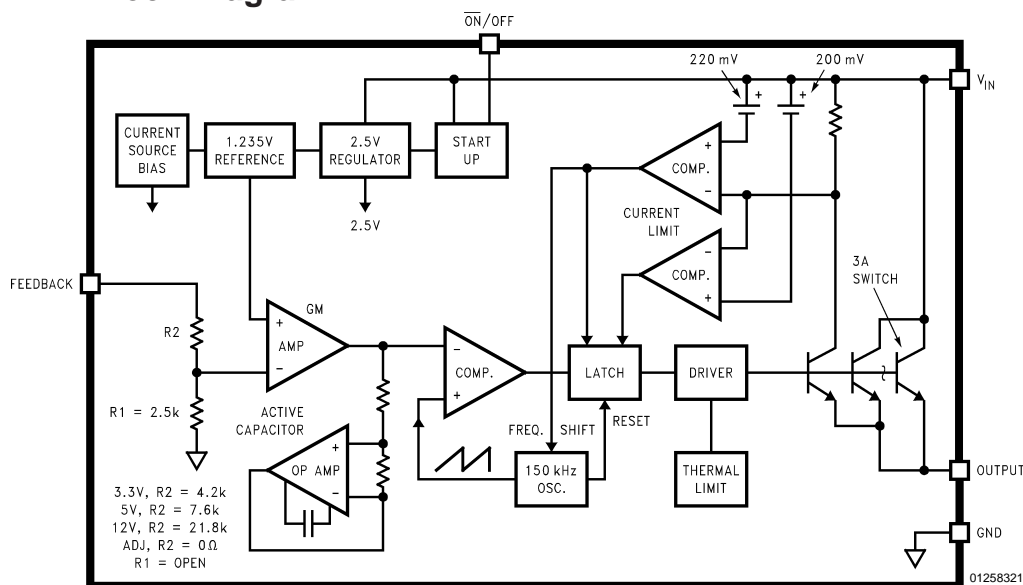 ON/OFF
220 mV
200 mV
VIN
CURRENT
SOURCE
BIAS
1.235V
REFERENCE
2.5V
REGULATOR
START
UP
2.5V
COMP.
+
−
CURRENT
LIMIT
COMP.
−
+
3A
SWITCH
FEEDBACK
R2
R1 = 2.5k
GM
+
AMP
−
−
COMP.
+
LATCH
DRIVER
ACTIVE
CAPACITOR
+
OP AMP
−
FREQ. SHIFT
RESET
150 kHz
OSC.
THERMAL
LIMIT
OUTPUT
3.3V, R2 = 4.2k
5V, R2 = 7.6k
12V, R2 = 21.8k
ADJ, R2 = 0Ω
R1 = OPEN
GND
01258321